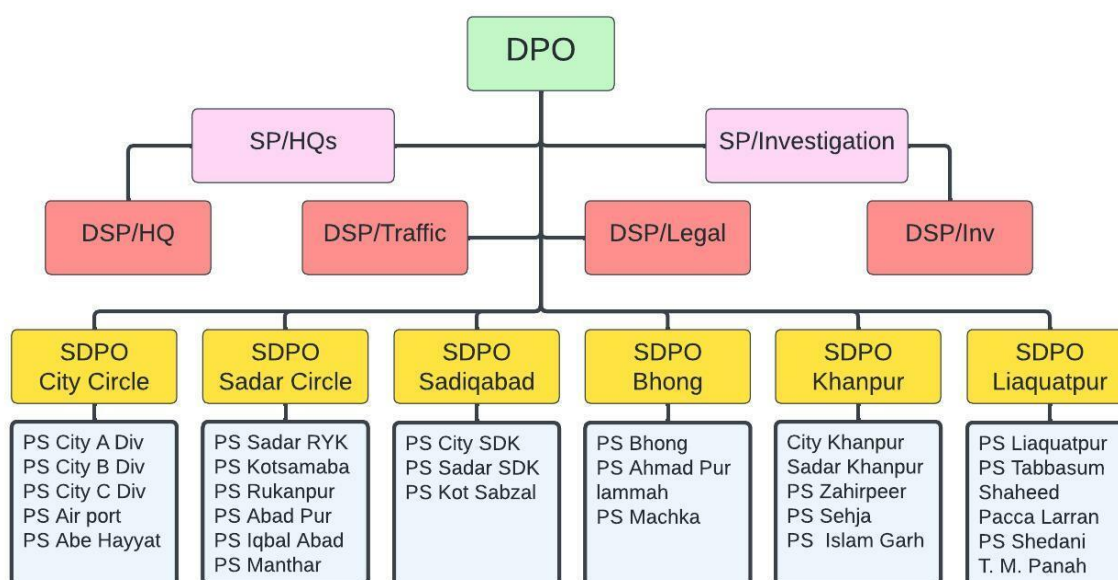 DPO
SP/HQs
SP/Investigation
DSP/HQ
DSP/Traffic
DSP/Legal
DSP/Inv
SDPO
City Circle
SDPO
Sadar Circle
SDPO
Sadiqabad
SDPO
Bhong
SDPO
Khanpur
SDPO
Liaquatpur
PS City A Div
PS City B Div
PS City C Div
PS Air port
PS Abe Hayyat
PS Sadar RYK
PS Kotsamaba
PS Rukanpur
PS Abad Pur
PS Iqbal Abad
PS Manthar
PS City SDK
PS Sadar SDK
PS Kot Sabzal
PS Bhong
PS Ahmad Pur
lammah
PS Machka
City Khanpur
Sadar Khanpur
PS Zahirpeer
PS Sehja
PS  Islam Garh
PS Liaquatpur
PS Tabbasum
Shaheed
Pacca Larran
PS Shedani
T. M. Panah